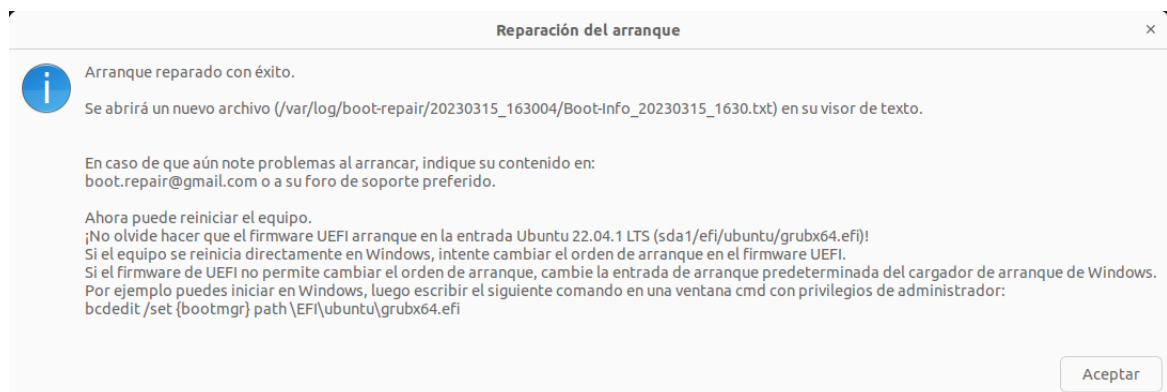 Reparación del arranque
Arranque reparado con éxito.
Se abrirá un nuevo archivo (/var/log/boot-repair/20230315_163004/Boot-Info_20230315_1630.txt) en su visor de texto.
En caso de que aún note problemas al arrancar, indique su contenido en:
boot.repair@gmail.com o a su foro de soporte preferido.
Ahora puede reiniciar el equipo.
¡No olvide hacer que el firmware UEFI arranque en la entrada Ubuntu 22.04.1 LTS (sda1/efi/ubuntu/grubx64.efi)!
Si el equipo se reinicia directamente en Windows, intente cambiar el orden de arranque en el firmware UEFI.
Si el firmware de UEFI no permite cambiar el orden de arranque, cambie la entrada de arranque predeterminada del cargador de arranque de Windows.
Por ejemplo puedes iniciar en Windows, luego escribir el siguiente comando en una ventana cmd con privilegios de administrador:
bcdedit /set {bootmgr} path \EFI\ubuntu\grubx64.efi
Aceptar